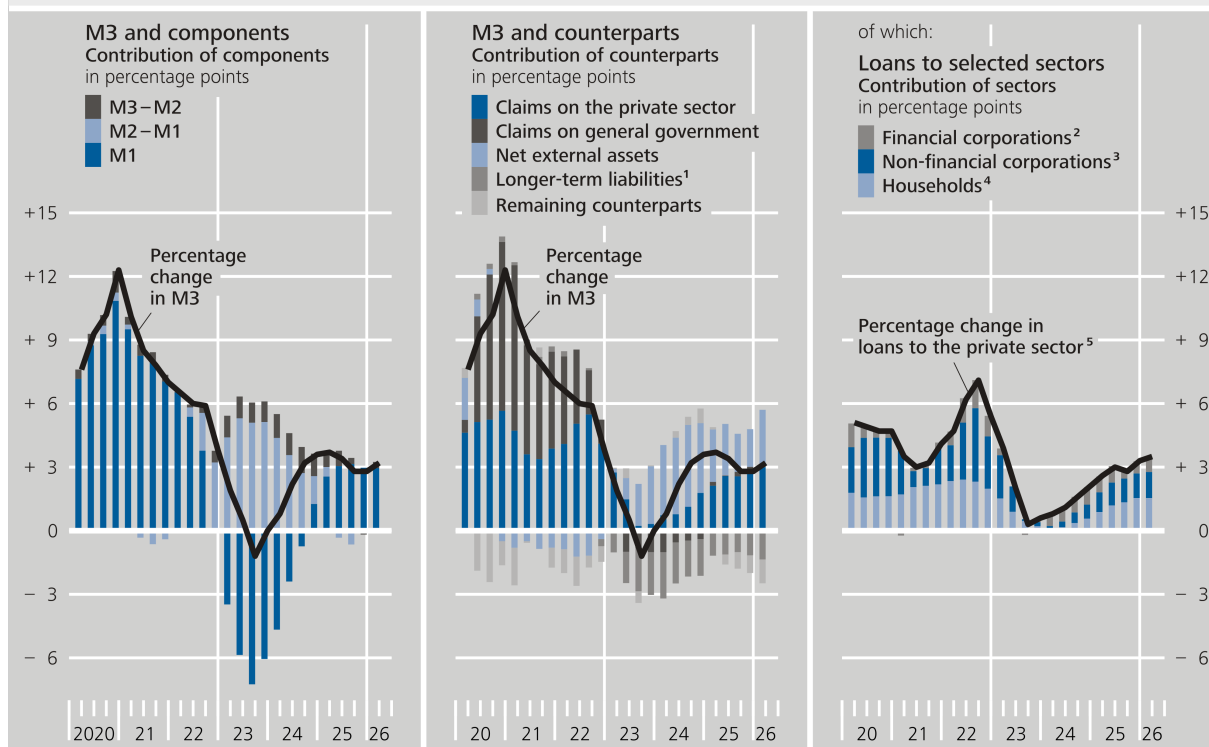 M3 and components
Contribution of components
in percentage points
M3 – M2
M2 – M1
M1
+15
+12
+ 9
+ 6
+ 3
0
– 3
– 6
Percentage
change
in M3
2020 21 22 23 24 25 26
M3 and counterparts
Contribution of counterparts
in percentage points
Claims on the private sector
Claims on general government
Net external assets
Longer-term liabilities¹
Remaining counterparts
Percentage
change
in M3
20 21 22 23 24 25 26
of which:
Loans to selected sectors
Contribution of sectors
in percentage points
Financial corporations²
Non-financial corporations³
Households⁴
Percentage change in
loans to the private sector⁵
+15
+12
+ 9
+ 6
+ 3
0
– 3
– 6
20 21 22 23 24 25 26